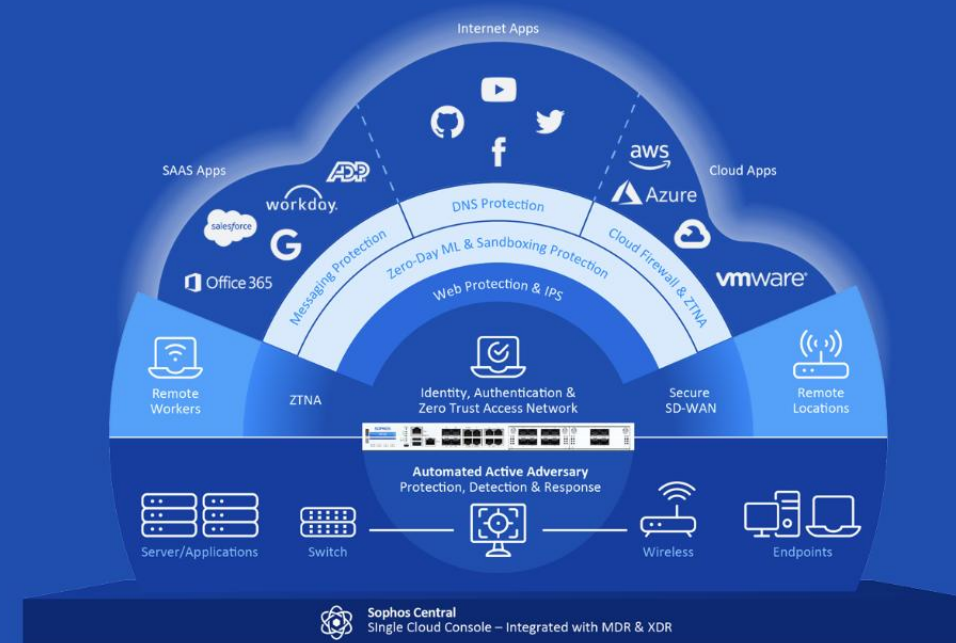 Internet Apps
SAAS Apps
Cloud Apps
ADP
workday.
salesforce
G
Office 365
f
aws
Azure
vmware
DNS Protection
Messaging Protection
Cloud Firewall & ZTNA
Zero-Day ML & Sandboxing Protection
Web Protection & IPS
Remote
Workers
ZTNA
Identity, Authentication &
Zero Trust Access Network
Secure
SD-WAN
Remote
Locations
SOPHOS
Automated Active Adversary
Protection, Detection & Response
Server/Applications
Switch
Wireless
Endpoints
Sophos Central
Single Cloud Console – Integrated with MDR & XDR